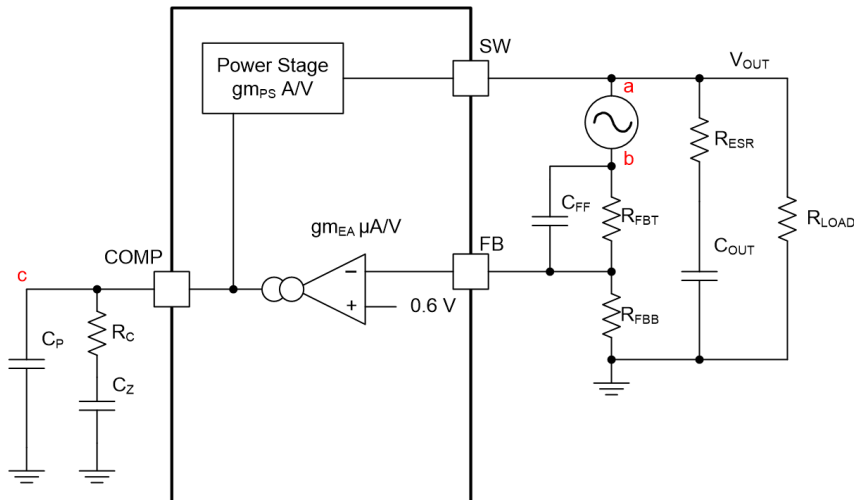 SW
Power Stage
gmPS A/V
VOUT
a
b
RESR
CFF
RFBT
RLOAD
gmEA µA/V
COMP
FB
COUT
c
−
+
0.6 V
RFBB
CP
RC
CZ